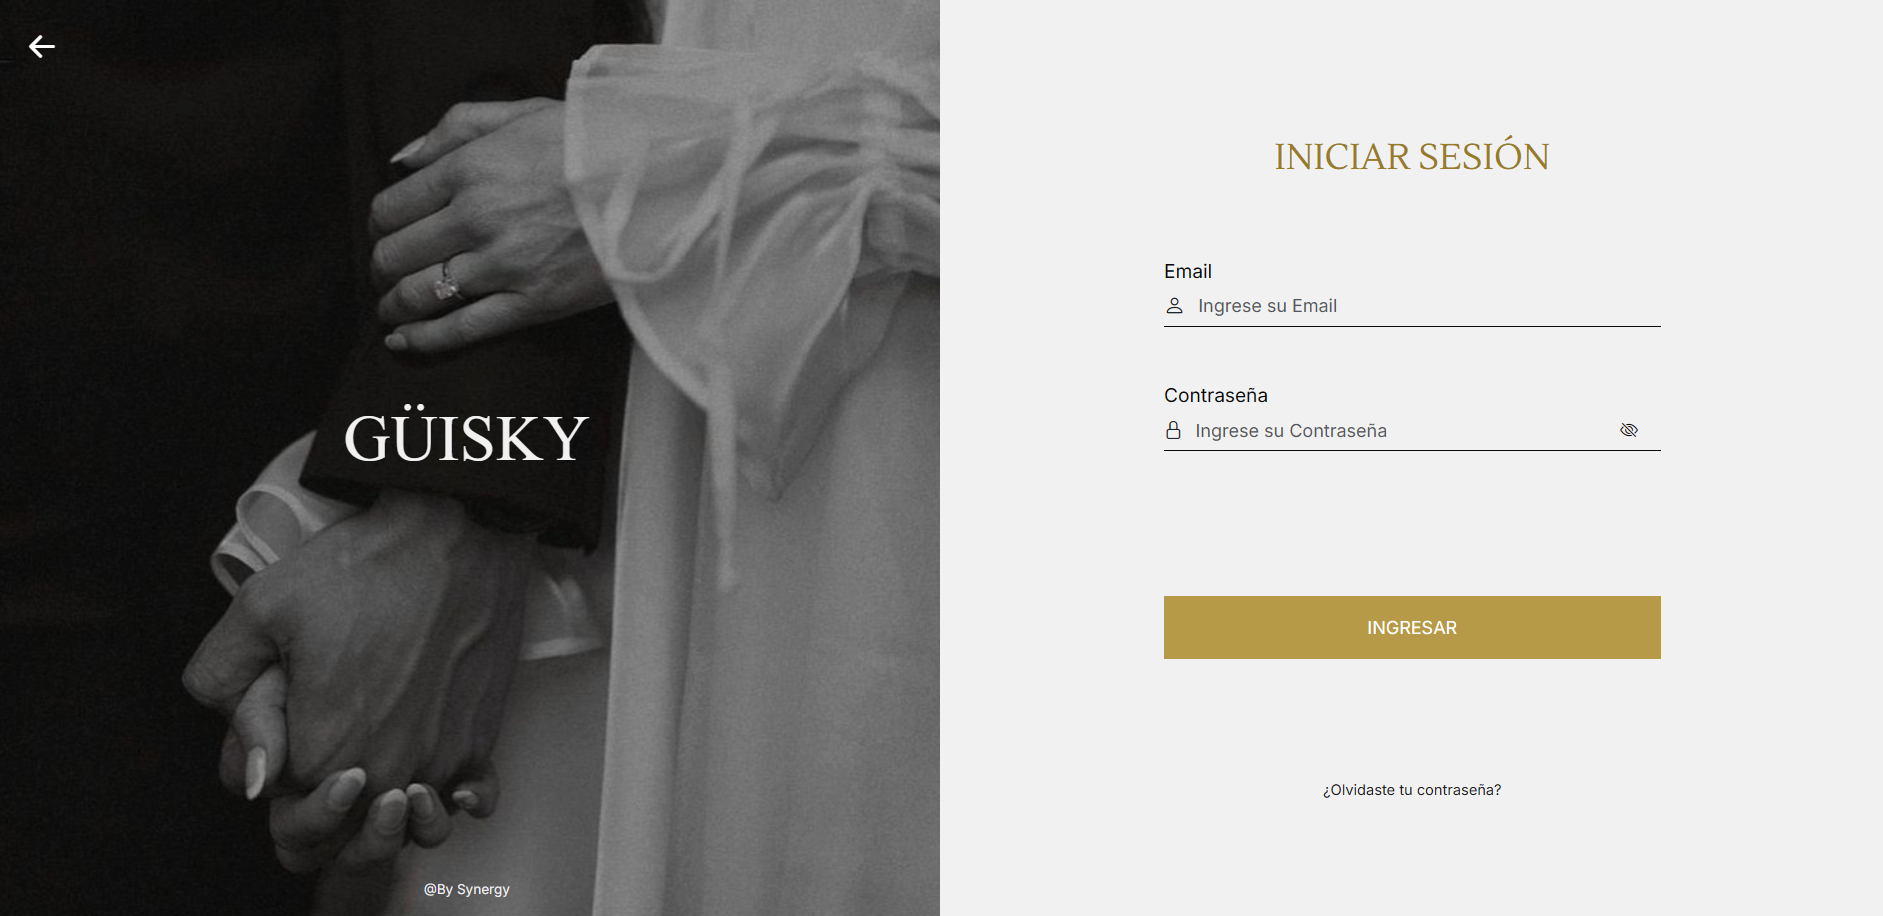 GÜISKY
@By Synergy
INICIAR SESIÓN
Email
Ingrese su Email
Contraseña
Ingrese su Contraseña
INGRESAR
¿Olvidaste tu contraseña?